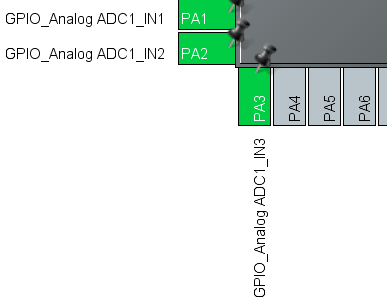 GPIO_Analog ADC1_IN1 PA1
GPIO_Analog ADC1_IN2 PA2
PA3
PA4
PA5
PA6
GPIO_Analog ADC1_IN3